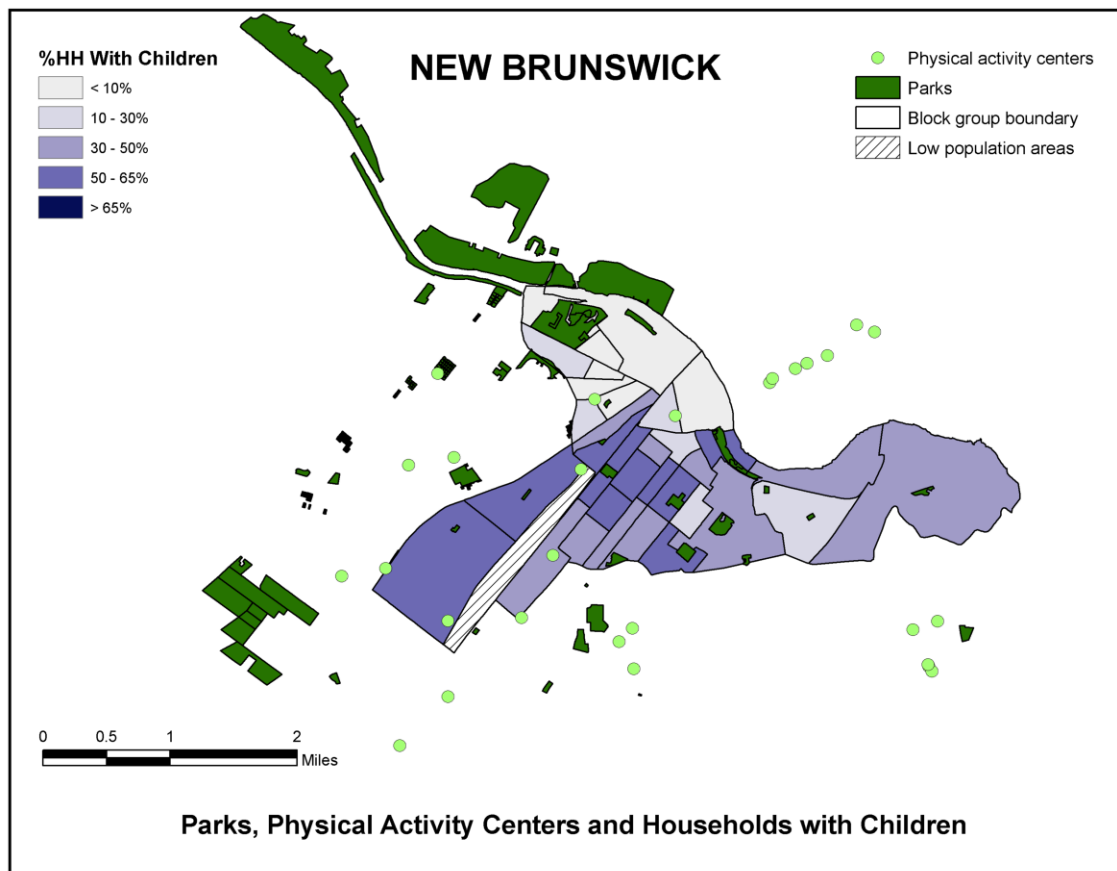 NEW BRUNSWICK
%HH With Children
< 10%
10 - 30%
30 - 50%
50 - 65%
> 65%
Physical activity centers
Parks
Block group boundary
Low population areas
0 0.5 1 2
Miles
Parks, Physical Activity Centers and Households with Children